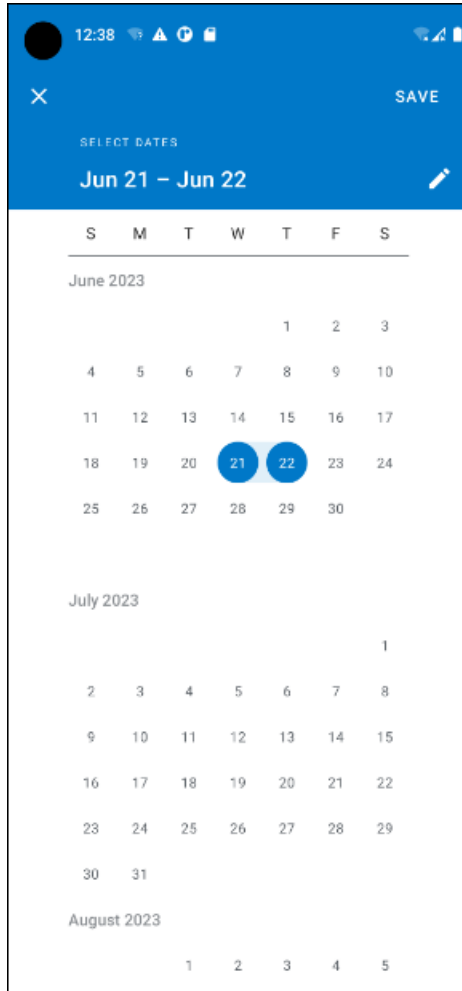 12:38
SAVE
SELECT DATES
Jun 21 – Jun 22
S M T W T F S
June 2023
1 2 3
4 5 6 7 8 9 10
11 12 13 14 15 16 17
18 19 20 21 22 23 24
25 26 27 28 29 30
July 2023
1
2 3 4 5 6 7 8
9 10 11 12 13 14 15
16 17 18 19 20 21 22
23 24 25 26 27 28 29
30 31
August 2023
1 2 3 4 5